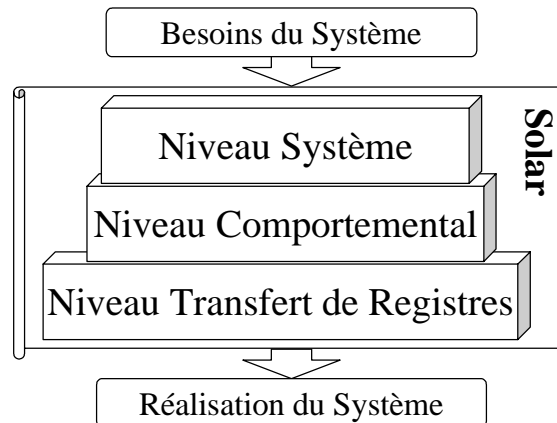 Besoins du Système
Solar
Niveau Système
Niveau Comportemental
Niveau Transfert de Registres
Réalisation du Système